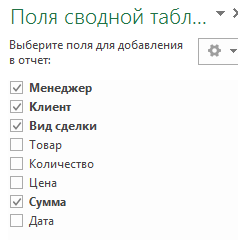 Поля сводной табл...
Выберите поля для добавления
в отчет:
Менеджер
Клиент
Вид сделки
Товар
Количество
Цена
Сумма
Дата